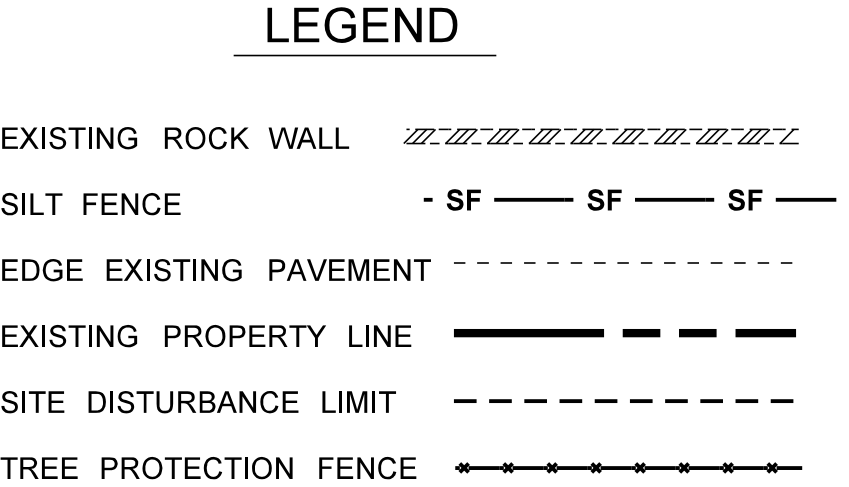 LEGEND
EXISTING ROCK WALL
SILT FENCE - SF — SF — SF —
EDGE EXISTING PAVEMENT
EXISTING PROPERTY LINE
SITE DISTURBANCE LIMIT
TREE PROTECTION FENCE